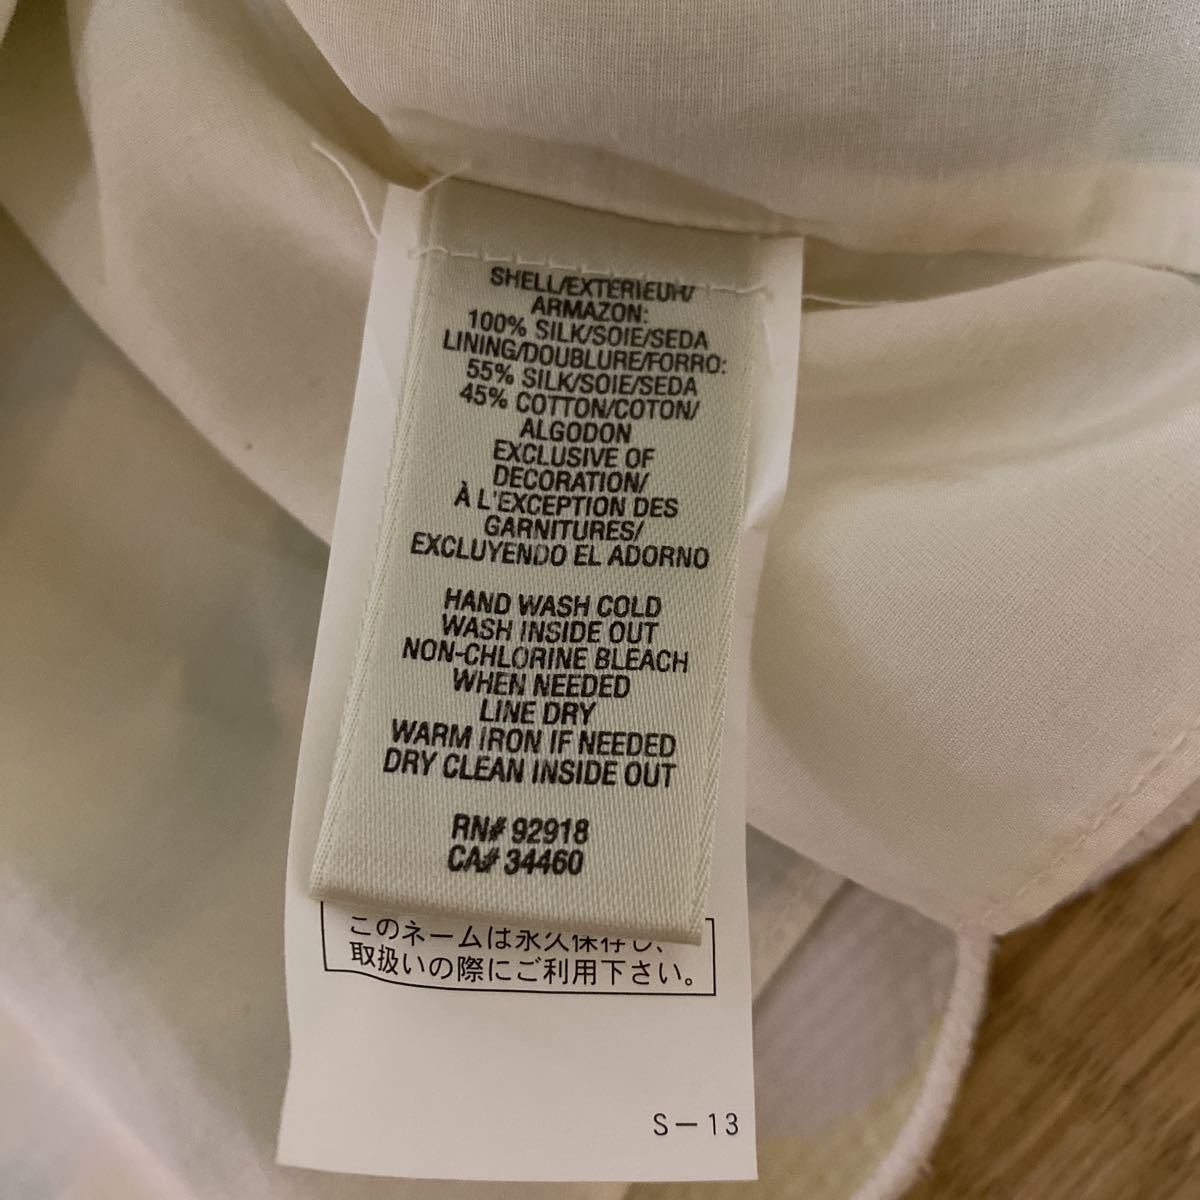 SHELL/EXTERIEUR/
ARMAZON:
100% SILK/SOIE/SEDA
LINING/DOUBLURE/FORRO:
55% SILK/SOIE/SEDA
45% COTTON/COTON/
ALGODON
EXCLUSIVE OF
DECORATION/
À L'EXCEPTION DES
GARNITURES/
EXCLUYENDO EL ADORNO
HAND WASH COLD
WASH INSIDE OUT
NON-CHLORINE BLEACH
WHEN NEEDED
LINE DRY
WARM IRON IF NEEDED
DRY CLEAN INSIDE OUT
RN# 92918
CA# 34460
このネームは永久保存し、
取扱いの際にご利用下さい。
S-13